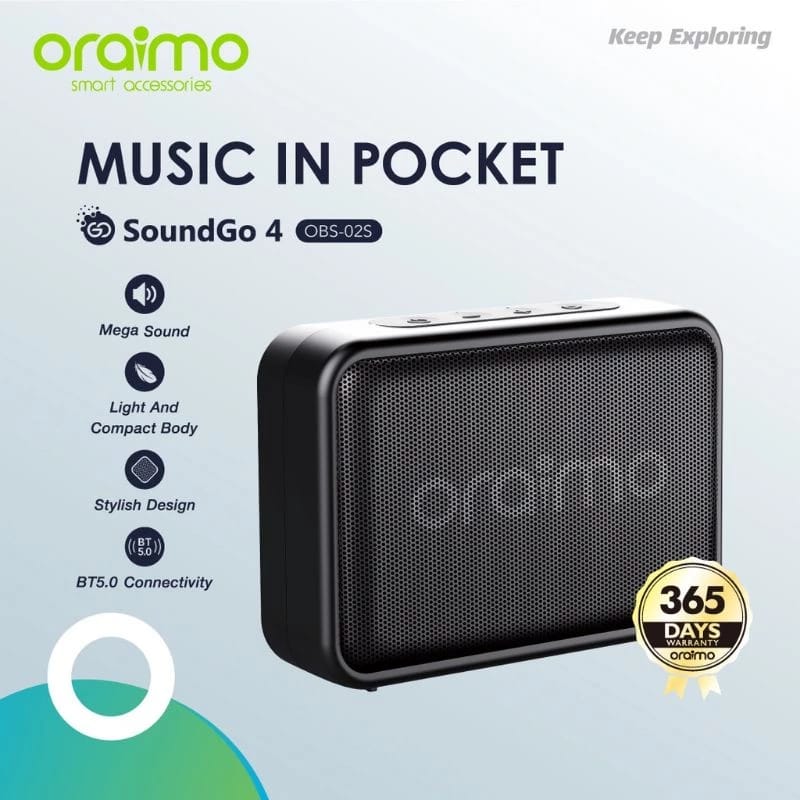 oraimo
smart accessories
Keep Exploring
MUSIC IN POCKET
GO SoundGo 4 OBS-02S
Mega Sound
Light And
Compact Body
Stylish Design
BT
5.0
BT5.0 Connectivity
oraimo
365
DAYS
WARRANTY
oraimo